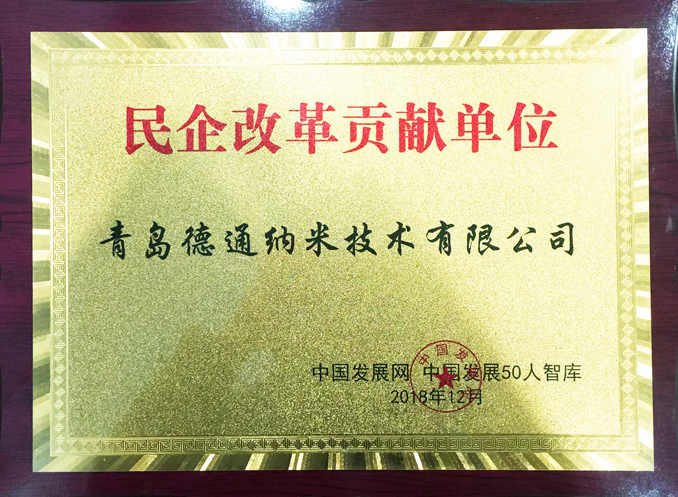 民企改革贡献单位
青岛德通纳米技术有限公司
中国发展网 中国发展50人智库
2018年12月